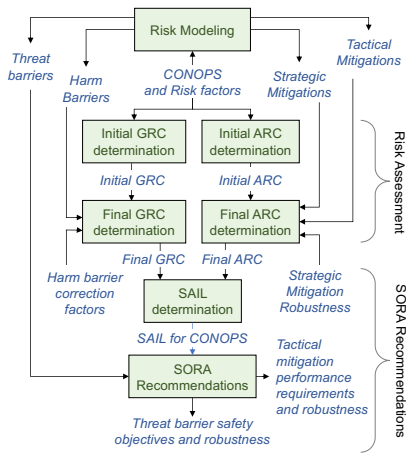 Risk Modeling
Threat
barriers
Harm
Barriers
CONOPS
and Risk factors
Strategic
Mitigations
Tactical
Mitigations
Initial GRC
determination
Initial ARC
determination
Initial GRC
Initial ARC
Final GRC
determination
Final ARC
determination
Risk Assessment
Final GRC
Final ARC
Harm barrier
correction
factors
SAIL
determination
Strategic
Mitigation
Robustness
SAIL for CONOPS
SORA
Recommendations
Tactical
mitigation
performance
requirements
and robustness
SORA Recommendations
Threat barrier safety
objectives and robustness